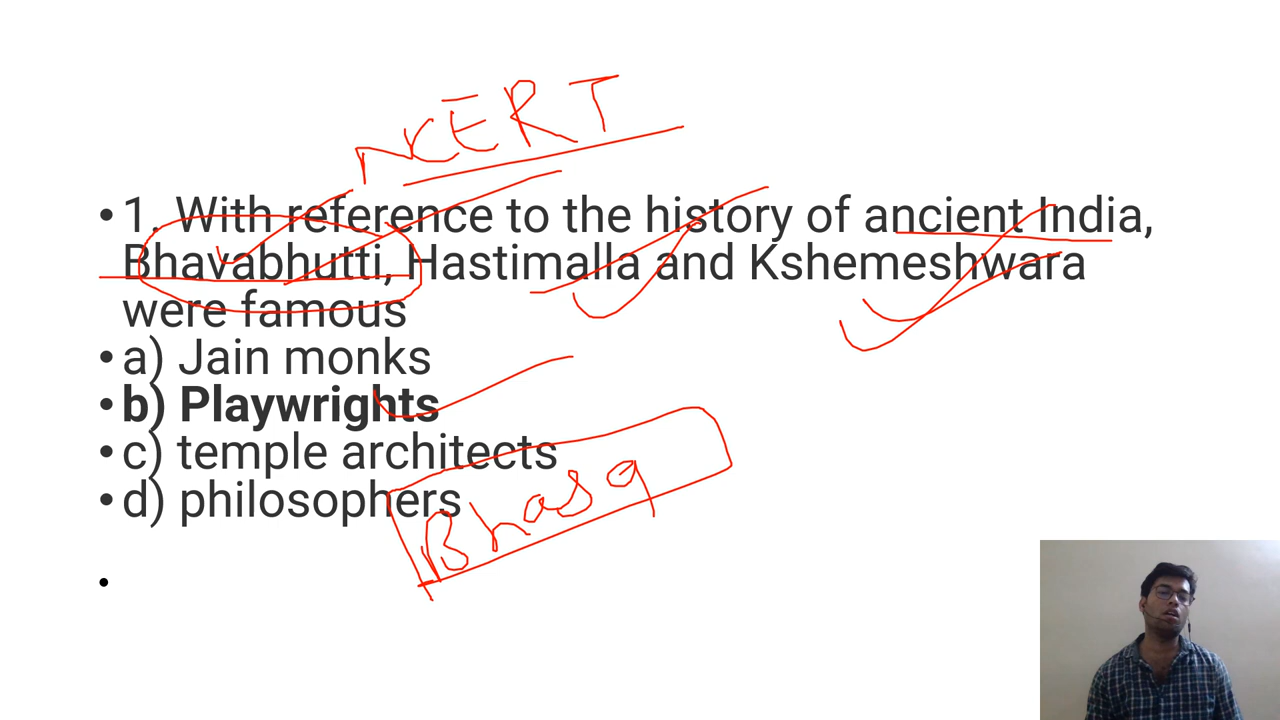 NCERT
• 1. With reference to the history of ancient India,
Bhavabhutti, Hastimalla and Kshemeshwara
were famous
• a) Jain monks
• b) Playwrights
• c) temple architects
• d) philosophers
Bhasa
•